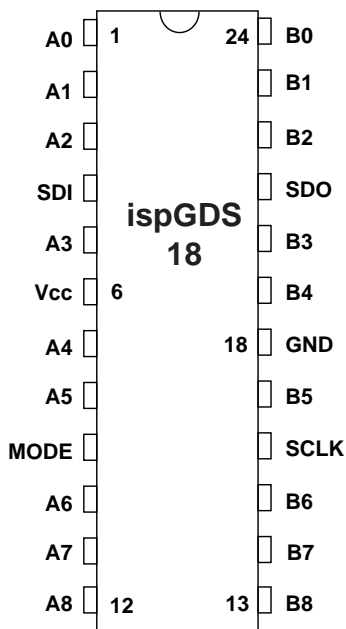 A0 1 24 B0
A1 B1
A2 B2
SDI SDO
ispGDS
18
A3 B3
Vcc 6 B4
A4 18 GND
A5 B5
MODE SCLK
A6 B6
A7 B7
A8 12 13 B8